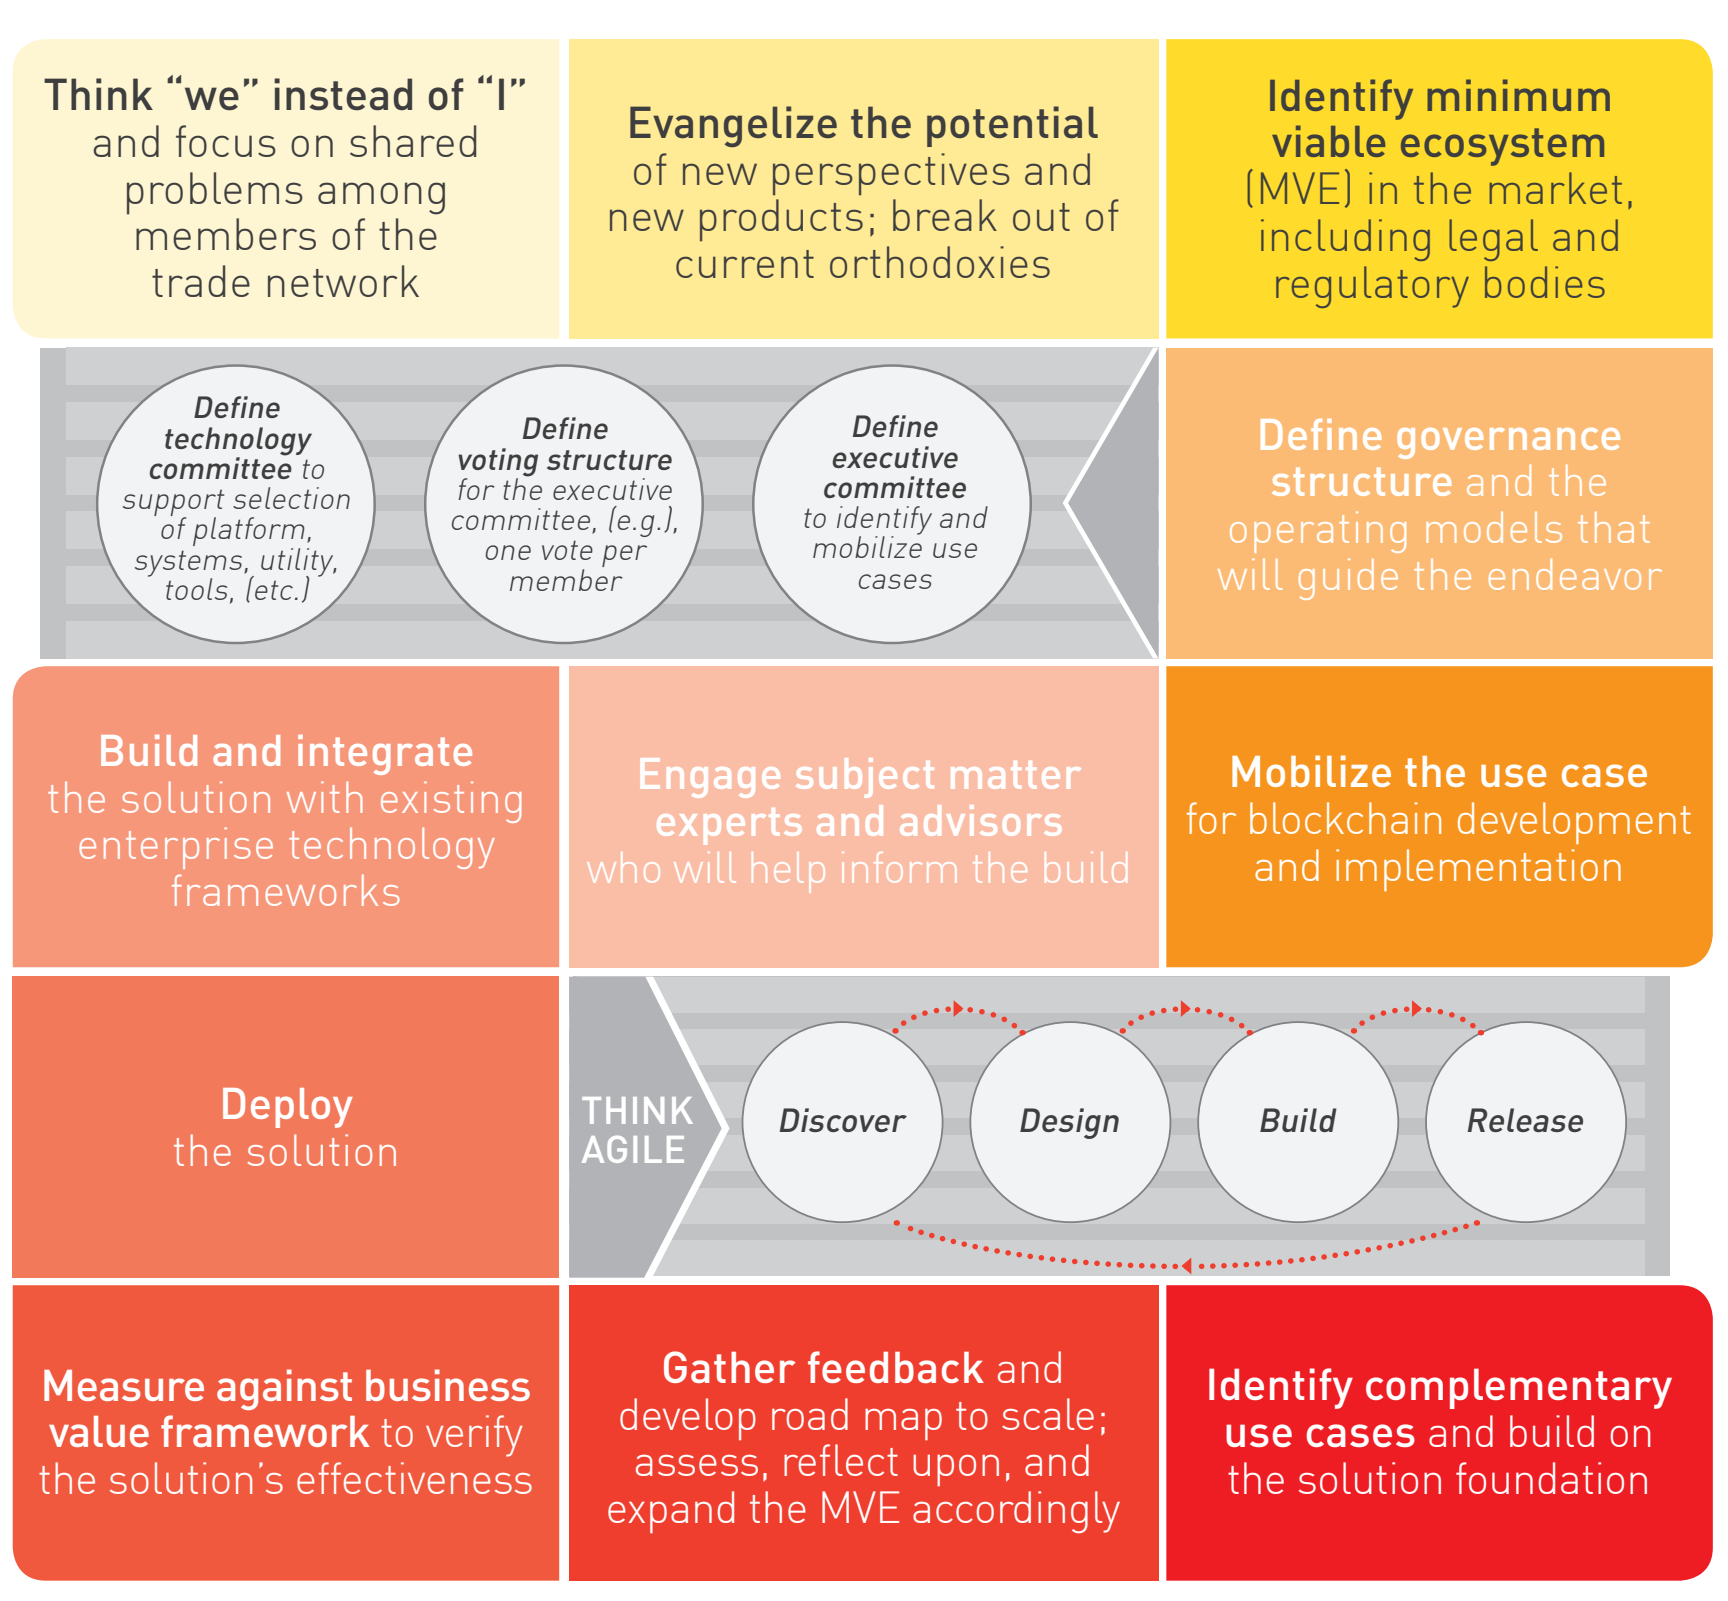 Think “we” instead of “I”
and focus on shared
problems among
members of the
trade network
Evangelize the potential
of new perspectives and
new products; break out of
current orthodoxies
Identify minimum
viable ecosystem
(MVE) in the market,
including legal and
regulatory bodies
Define
technology
committee to
support selection
of platform,
systems, utility,
tools, (etc.)
Define
voting structure
for the executive
committee, (e.g.),
one vote per
member
Define
executive
committee
to identify and
mobilize use
cases
Define governance
structure and the
operating models that
will guide the endeavor
Build and integrate
the solution with existing
enterprise technology
frameworks
Engage subject matter
experts and advisors
who will help inform the build
Mobilize the use case
for blockchain development
and implementation
Deploy
the solution
THINK
AGILE
Discover
Design
Build
Release
Measure against business
value framework to verify
the solution’s effectiveness
Gather feedback and
develop road map to scale;
assess, reflect upon, and
expand the MVE accordingly
Identify complementary
use cases and build on
the solution foundation